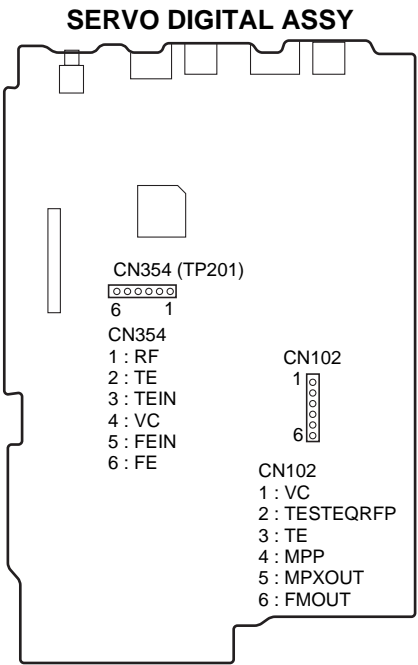 SERVO DIGITAL ASSY
CN354 (TP201)
6 1
CN354
1 : RF
2 : TE
3 : TEIN
4 : VC
5 : FEIN
6 : FE
CN102
1
6
CN102
1 : VC
2 : TESTEQRFP
3 : TE
4 : MPP
5 : MPXOUT
6 : FMOUT